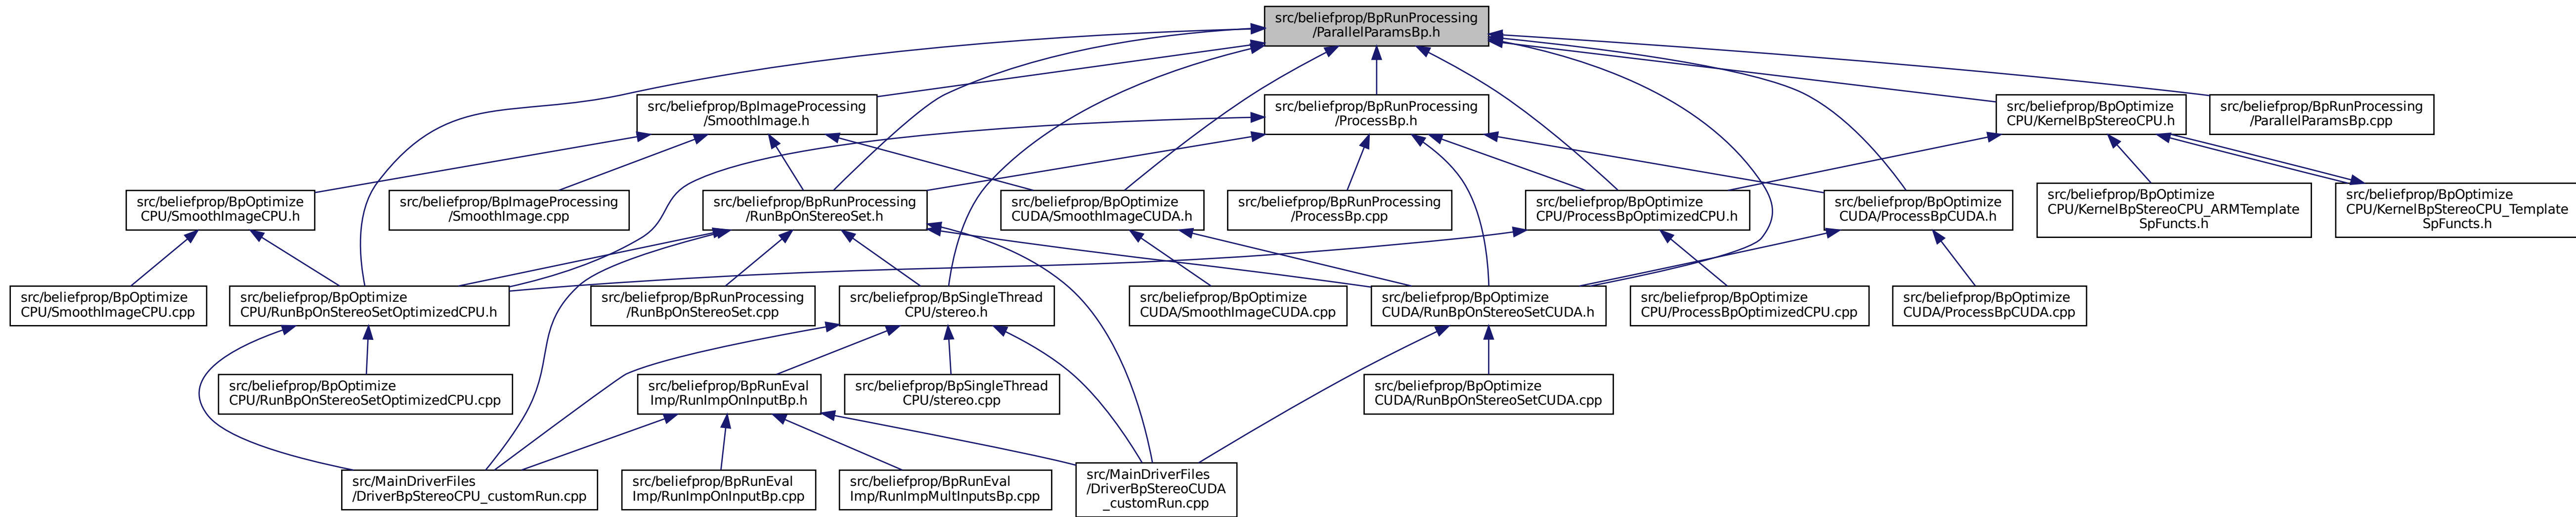 src/beliefprop/BpRunProcessing
/ParallelParamsBp.h
src/beliefprop/BpImageProcessing
/SmoothImage.h
src/beliefprop/BpRunProcessing
/ProcessBp.h
src/beliefprop/BpOptimize
CPU/KernelBpStereoCPU.h
src/beliefprop/BpRunProcessing
/ParallelParamsBp.cpp
src/beliefprop/BpOptimize
CPU/SmoothImageCPU.h
src/beliefprop/BpImageProcessing
/SmoothImage.cpp
src/beliefprop/BpRunProcessing
/RunBpOnStereoSet.h
src/beliefprop/BpOptimize
CUDA/SmoothImageCUDA.h
src/beliefprop/BpRunProcessing
/ProcessBp.cpp
src/beliefprop/BpOptimize
CPU/ProcessBpOptimizedCPU.h
src/beliefprop/BpOptimize
CUDA/ProcessBpCUDA.h
src/beliefprop/BpOptimize
CPU/KernelBpStereoCPU_ARMTemplate
SpFuncts.h
src/beliefprop/BpOptimize
CPU/KernelBpStereoCPU_Template
SpFuncts.h
src/beliefprop/BpOptimize
CPU/SmoothImageCPU.cpp
src/beliefprop/BpOptimize
CPU/RunBpOnStereoSetOptimizedCPU.h
src/beliefprop/BpRunProcessing
/RunBpOnStereoSet.cpp
src/beliefprop/BpSingleThread
CPU/stereo.h
src/beliefprop/BpOptimize
CUDA/SmoothImageCUDA.cpp
src/beliefprop/BpOptimize
CUDA/RunBpOnStereoSetCUDA.h
src/beliefprop/BpOptimize
CPU/ProcessBpOptimizedCPU.cpp
src/beliefprop/BpOptimize
CUDA/ProcessBpCUDA.cpp
src/beliefprop/BpOptimize
CPU/RunBpOnStereoSetOptimizedCPU.cpp
src/beliefprop/BpRunEval
Imp/RunImpOnInputBp.h
src/beliefprop/BpSingleThread
CPU/stereo.cpp
src/beliefprop/BpOptimize
CUDA/RunBpOnStereoSetCUDA.cpp
src/MainDriverFiles
/DriverBpStereoCPU_customRun.cpp
src/beliefprop/BpRunEval
Imp/RunImpOnInputBp.cpp
src/beliefprop/BpRunEval
Imp/RunImpMultInputsBp.cpp
src/MainDriverFiles
/DriverBpStereoCUDA
_customRun.cpp